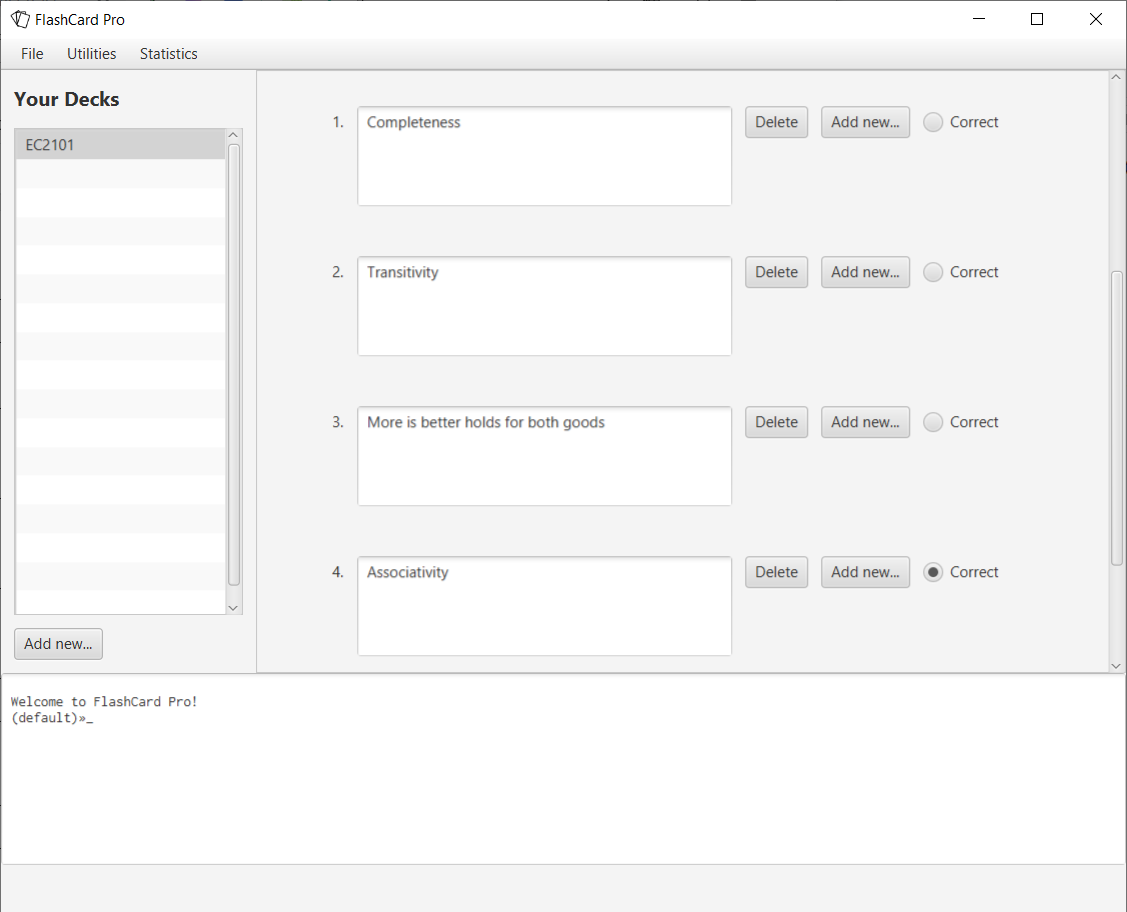 FlashCard Pro
File Utilities Statistics
Your Decks
EC2101
Add new...
1. Completeness Delete Add new... Correct
2. Transitivity Delete Add new... Correct
3. More is better holds for both goods Delete Add new... Correct
4. Associativity Delete Add new... Correct
Welcome to FlashCard Pro!
(default)»_